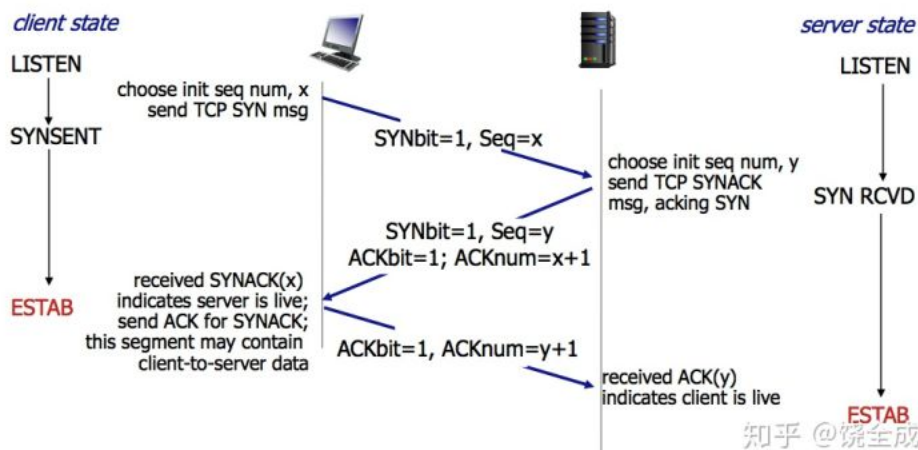 client state
server state
LISTEN
LISTEN
choose init seq num, x
send TCP SYN msg
SYNSENT
SYNbit=1, Seq=x
choose init seq num, y
send TCP SYNACK
msg, acking SYN
SYN RCVD
SYNbit=1, Seq=y
ACKbit=1; ACKnum=x+1
received SYNACK(x)
indicates server is live;
send ACK for SYNACK;
this segment may contain
client-to-server data
ESTAB
ACKbit=1, ACKnum=y+1
received ACK(y)
indicates client is live
ESTAB
知乎 @饶全成